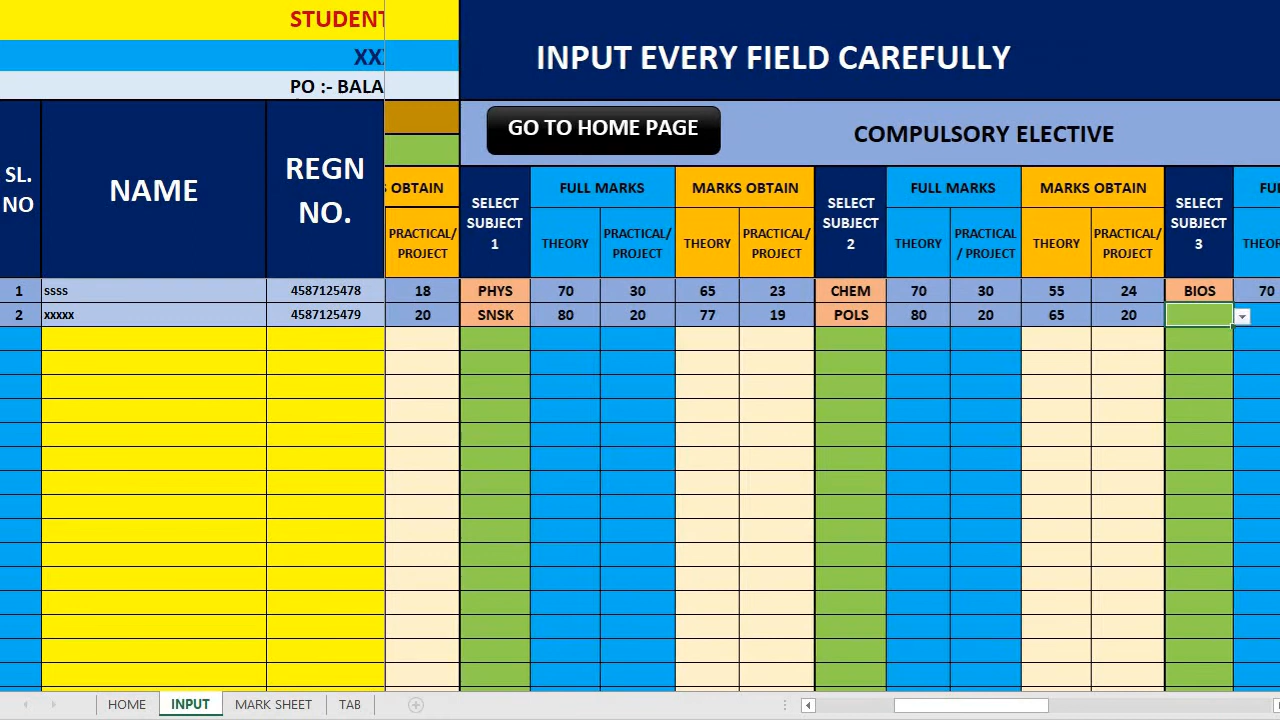 STUDENT
INPUT EVERY FIELD CAREFULLY
XX
PO :- BALA
GO TO HOME PAGE
COMPULSORY ELECTIVE
SL. NO
NAME
REGN NO.
OBTAIN
PRACTICAL/ PROJECT
SELECT SUBJECT 1
FULL MARKS
THEORY
PRACTICAL/ PROJECT
MARKS OBTAIN
THEORY
PRACTICAL/ PROJECT
SELECT SUBJECT 2
FULL MARKS
THEORY
PRACTICAL / PROJECT
MARKS OBTAIN
THEORY
PRACTICAL/ PROJECT
SELECT SUBJECT 3
FUL
THEOR
1 ssss 4587125478 18 PHYS 70 30 65 23 CHEM 70 30 55 24 BIOS 70
2 xxxxx 4587125479 20 SNSK 80 20 77 19 POLS 80 20 65 20
HOME INPUT MARK SHEET TAB